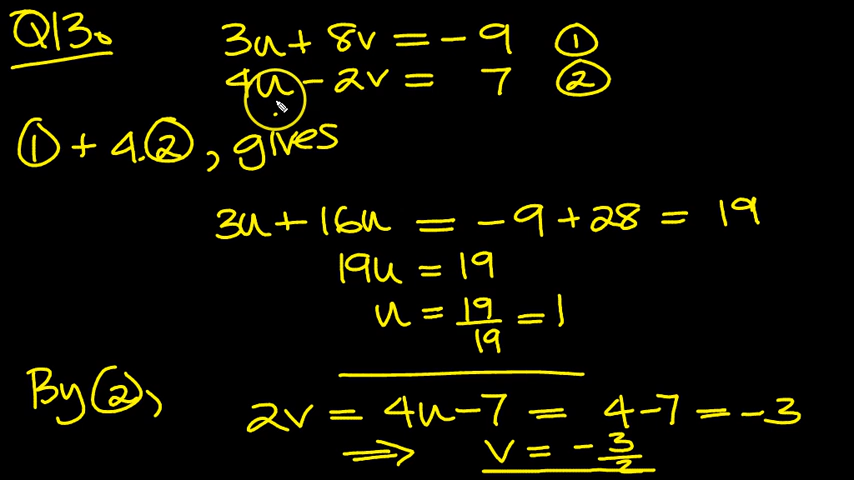 Q13. 3u + 8v = -9 ①
4u - 2v = 7 ②
① + 4.②, gives
3u + 16u = -9 + 28 = 19
19u = 19
u = 19/19 = 1
By ②, 2v = 4u - 7 = 4 - 7 = -3
⟹ v = -3/2